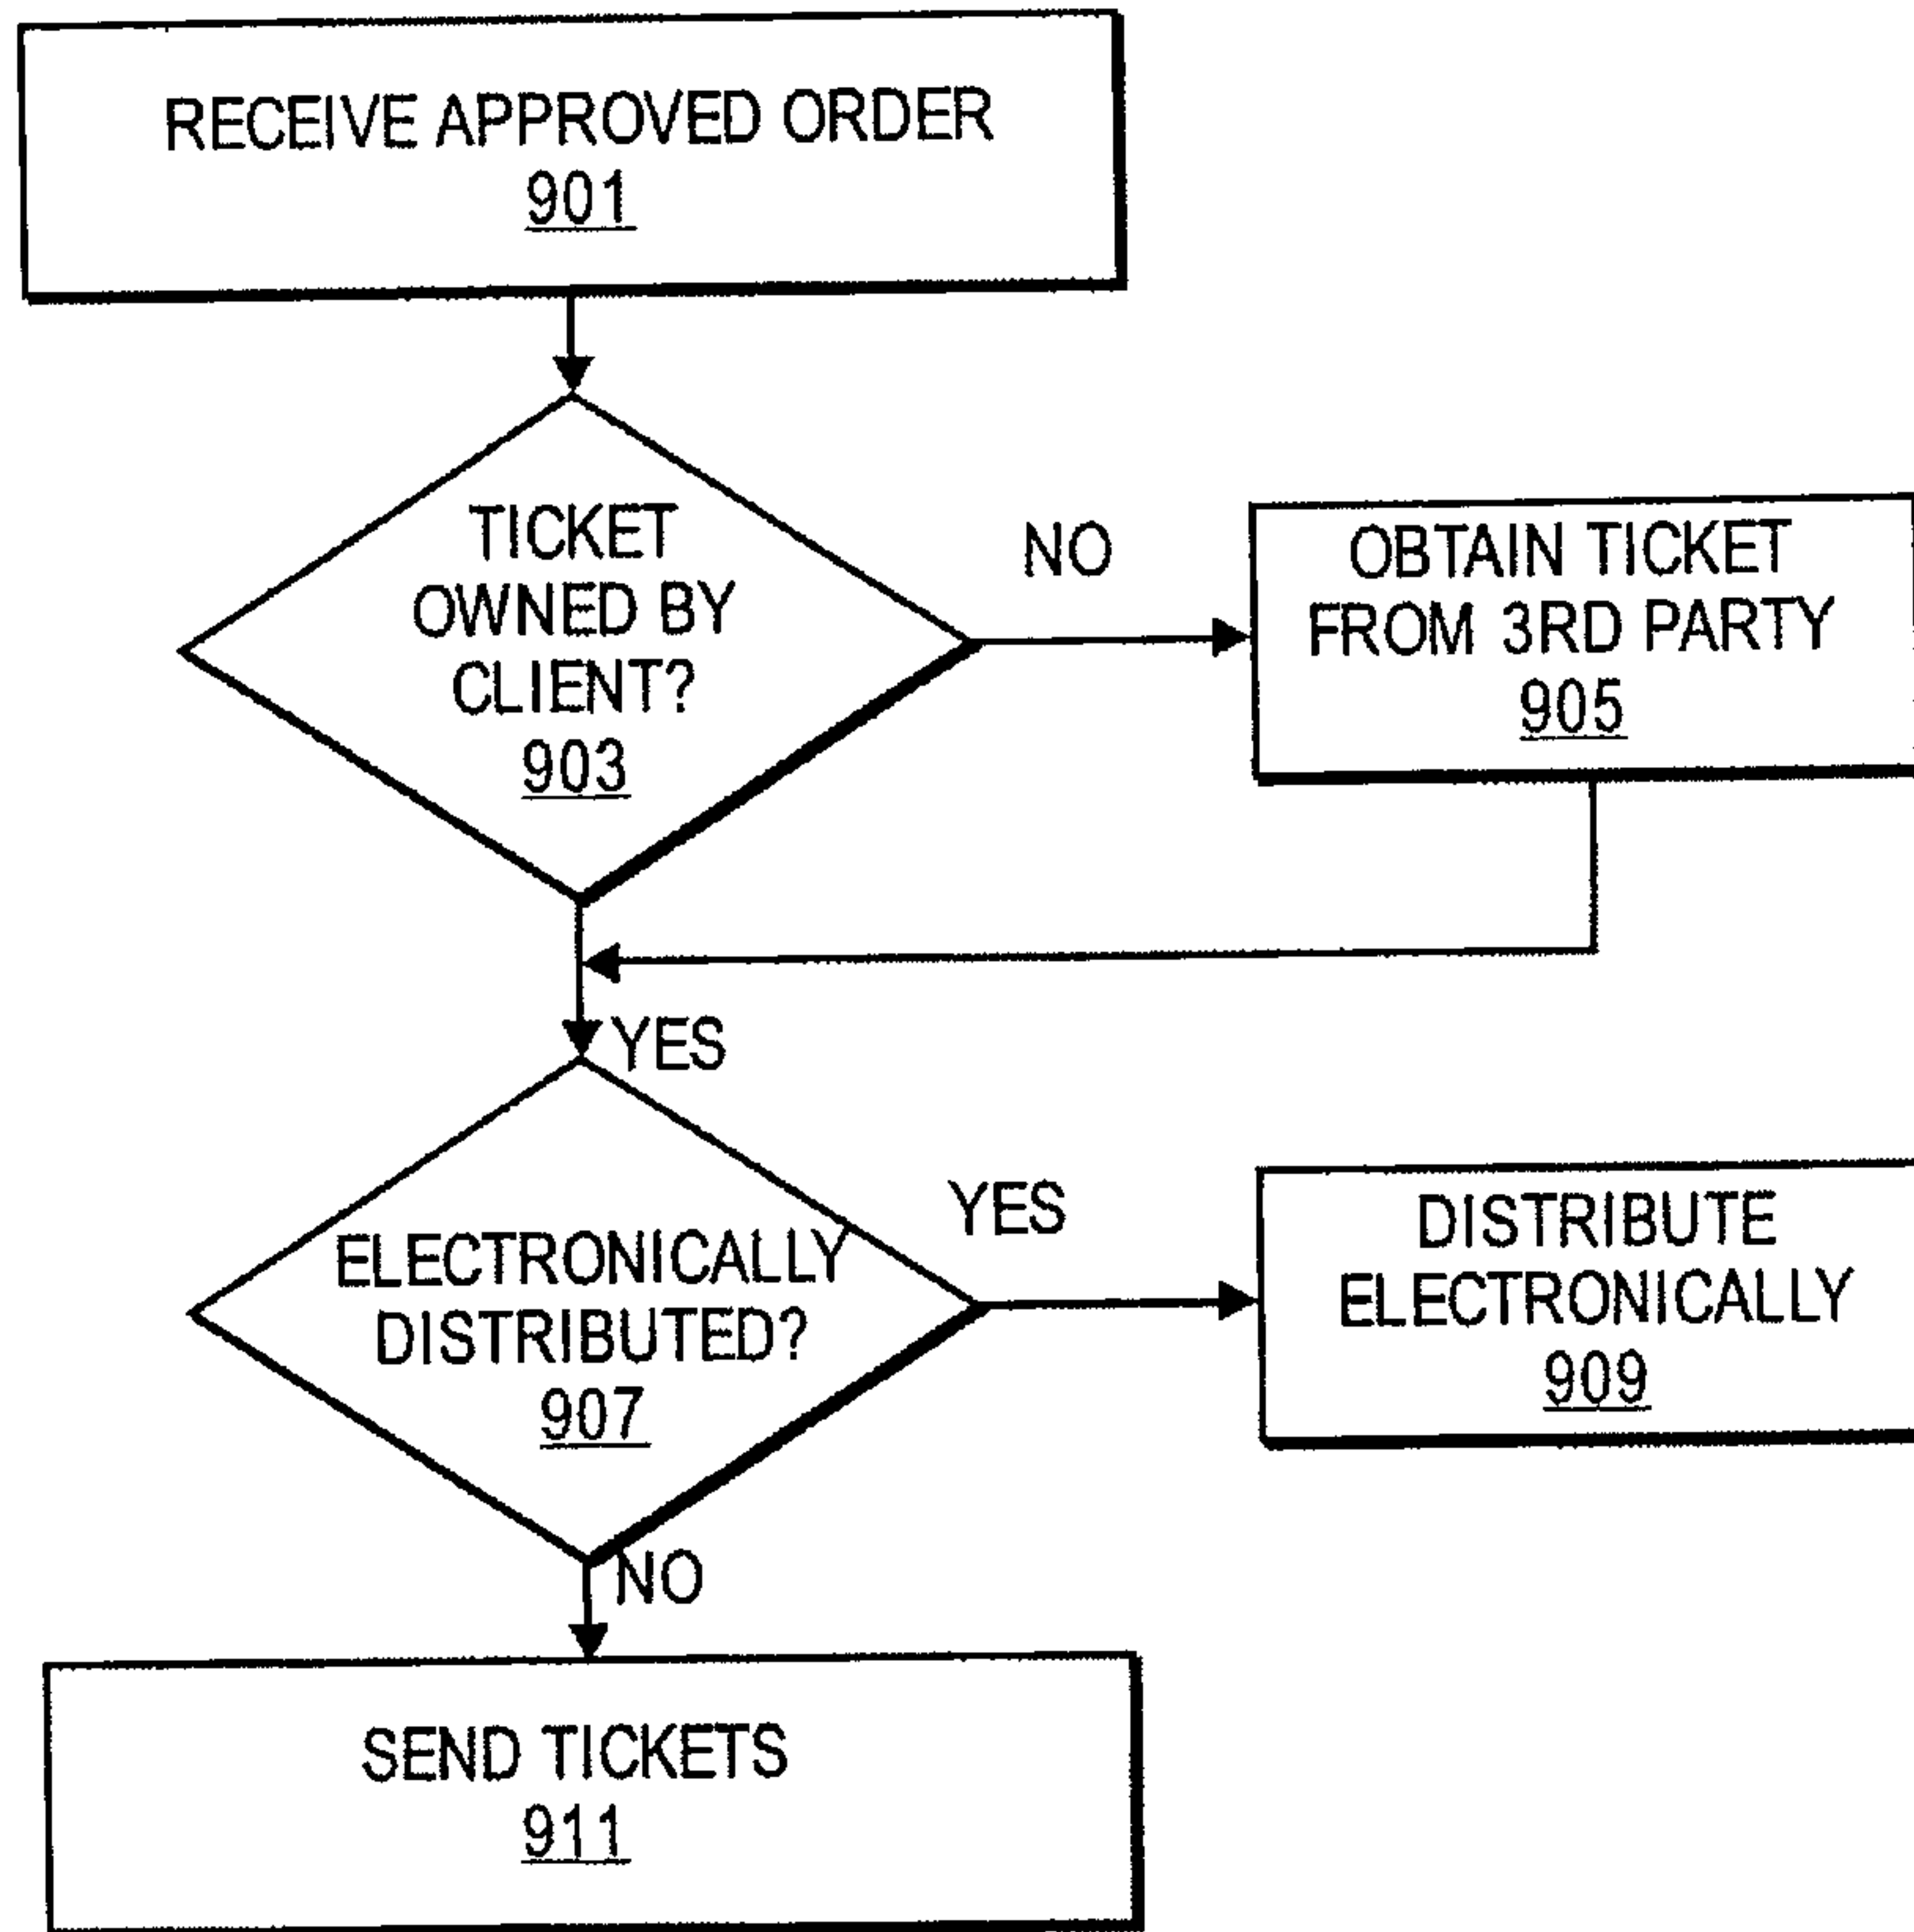 RECEIVE APPROVED ORDER
901
TICKET
OWNED BY
CLIENT?
903
NO
OBTAIN TICKET
FROM 3RD PARTY
905
YES
ELECTRONICALLY
DISTRIBUTED?
907
YES
DISTRIBUTE
ELECTRONICALLY
909
NO
SEND TICKETS
911